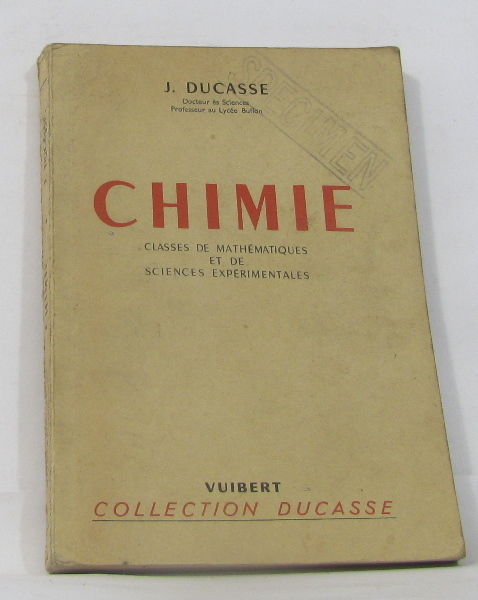 J. DUCASSE
Docteur ès Sciences
Professeur au Lycée Buffon
SPECIMEN
CHIMIE
CLASSES DE MATHÉMATIQUES
ET DE
SCIENCES EXPÉRIMENTALES
VUIBERT
COLLECTION DUCASSE